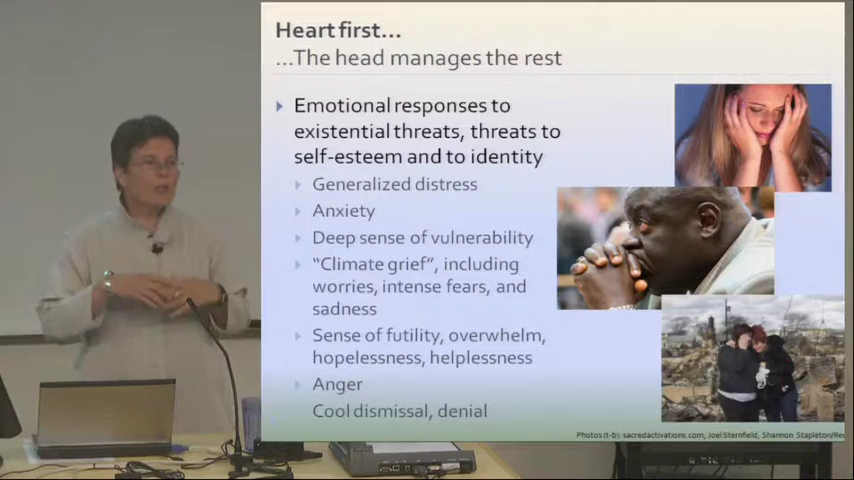 Heart first...
...The head manages the rest
Emotional responses to
existential threats, threats to
self-esteem and to identity
Generalized distress
Anxiety
Deep sense of vulnerability
"Climate grief", including
worries, intense fears, and
sadness
Sense of futility, overwhelm,
hopelessness, helplessness
Anger
Cool dismissal, denial
Photos (t-b): sacredactivations.com; Joel Sternfeld, Shannon Stapleton/Re